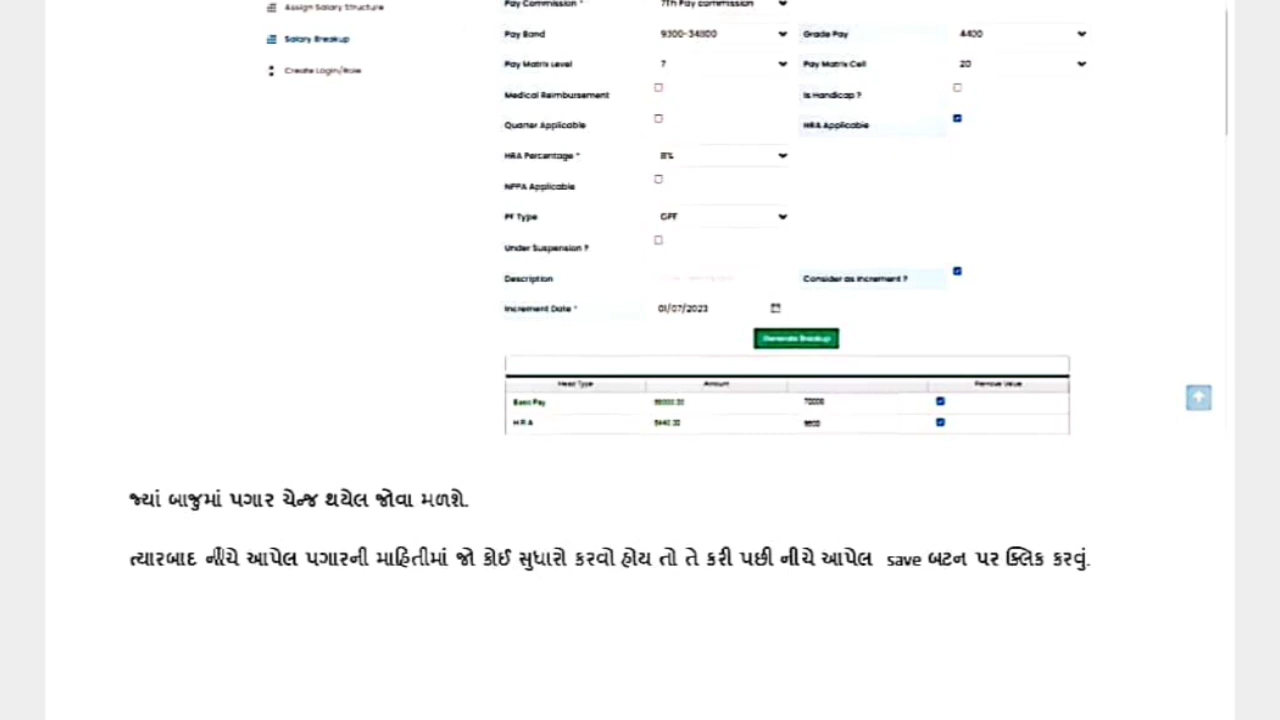 Assign Salary Structure
Pay Commission * 7Th Pay commission
Salary Breakup
Pay Band 9300-34800 Grade Pay 4400
Pay Matrix Level 7 Pay Matrix Cell 20
Create Login/Role
Medical Reimbursement Is Handicap ?
Quarter Applicable HRA Applicable
HRA Percentage * 8%
NPPA Applicable
PF Type GPF
Under Suspension ?
Description Consider as Increment ?
Increment Date * 01/07/2023
Generate Breakup
Head Type Amount Remove Value
Basic Pay 70000
H R A
જ્યાં બાજુમાં પગાર ચેન્જ થયેલ જોવા મળશે.
ત્યારબાદ નીચે આપેલ પગારની માહિતીમાં જો કોઈ સુધારો કરવો હોય તો તે કરી પછી નીચે આપેલ save બટન પર ક્લિક કરવું.